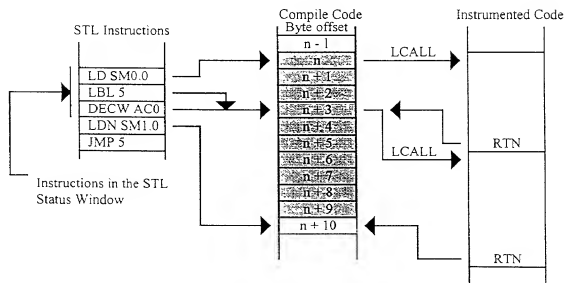 STL Instructions
LD SM0.0
LBL 5
DECW AC0
LDN SM1.0
JMP 5
Instructions in the STL
Status Window
Compile Code
Byte offset
n - 1
n
n + 1
n + 2
n + 3
n + 4
n + 5
n + 6
n + 7
n + 8
n + 9
n + 10
Instrumented Code
LCALL
LCALL
RTN
RTN